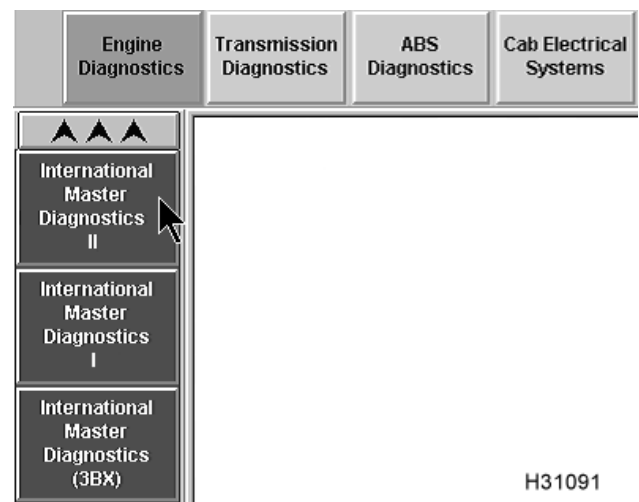 Engine
Diagnostics
Transmission
Diagnostics
ABS
Diagnostics
Cab Electrical
Systems
International
Master
Diagnostics
II
International
Master
Diagnostics
I
International
Master
Diagnostics
(3BX)
H31091